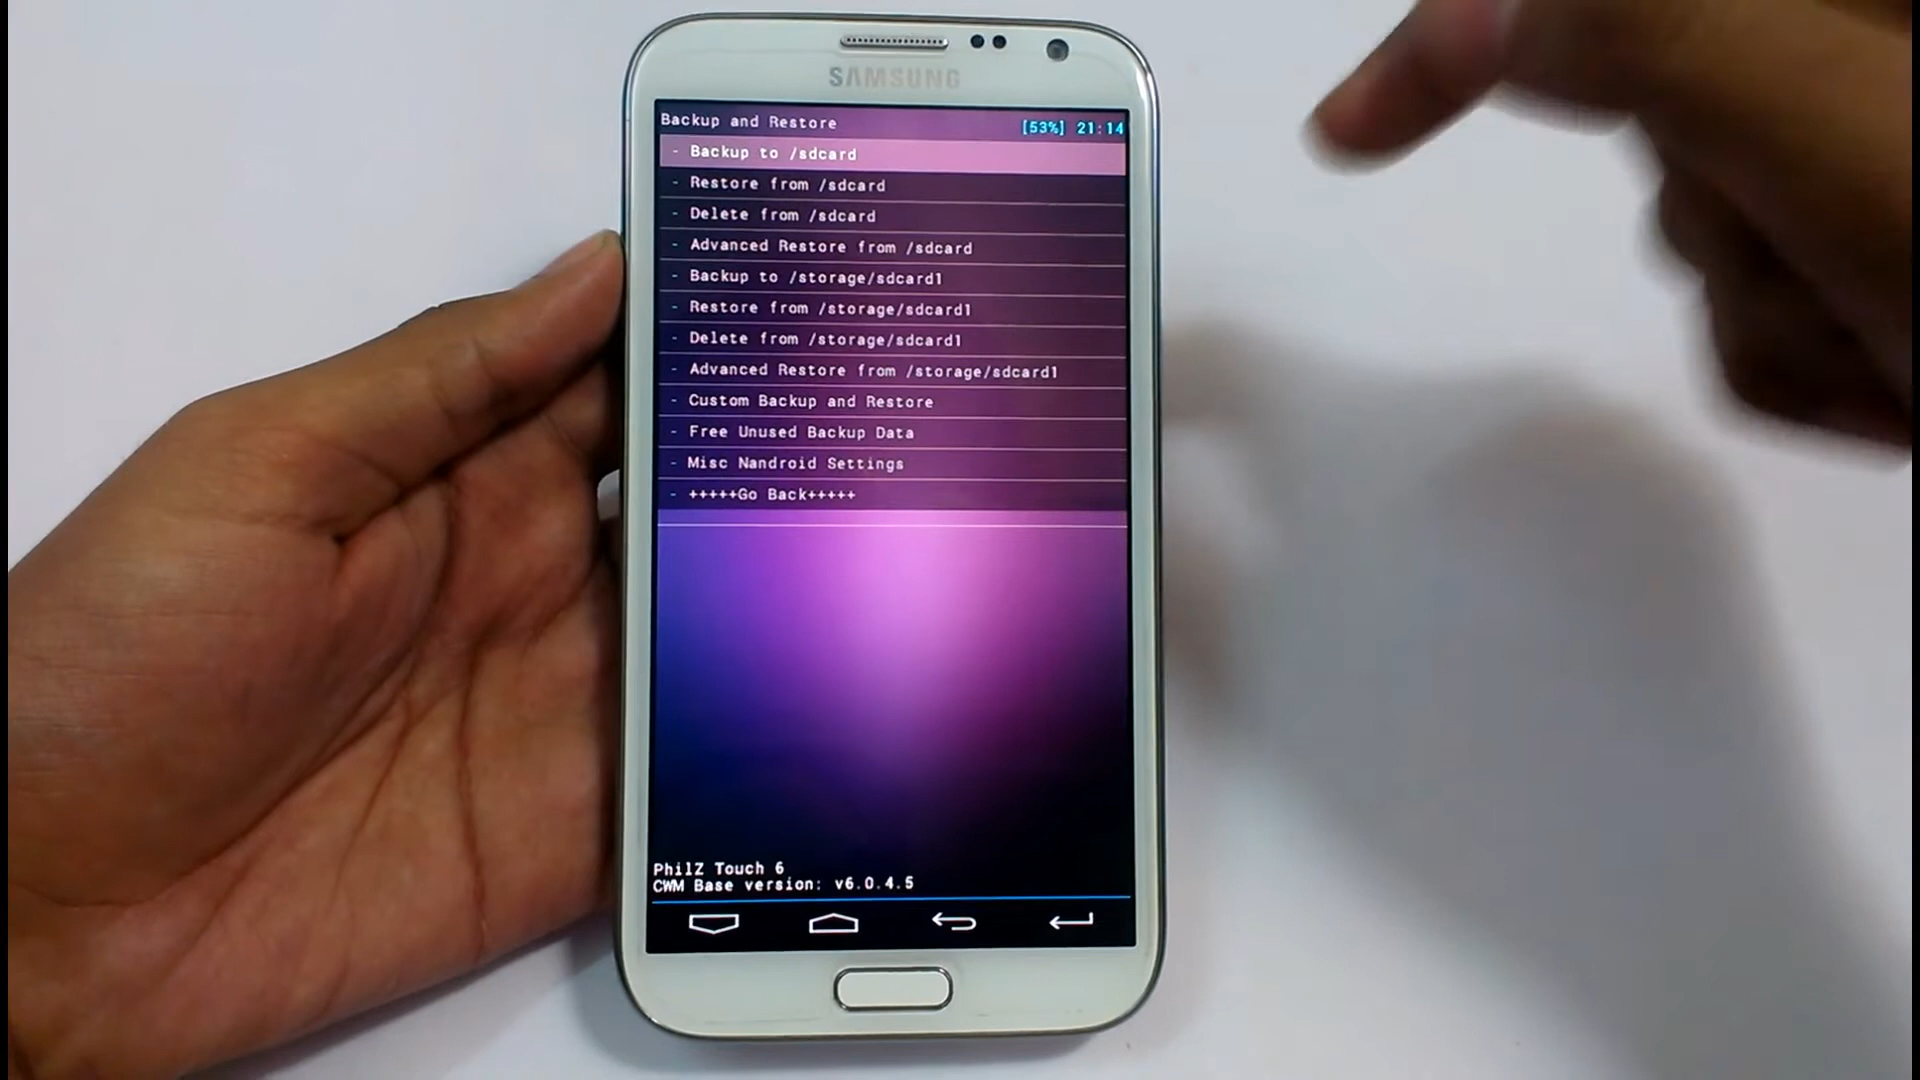 SAMSUNG
Backup and Restore [53%] 21:14
- Backup to /sdcard
- Restore from /sdcard
- Delete from /sdcard
- Advanced Restore from /sdcard
- Backup to /storage/sdcard1
- Restore from /storage/sdcard1
- Delete from /storage/sdcard1
- Advanced Restore from /storage/sdcard1
- Custom Backup and Restore
- Free Unused Backup Data
- Misc Nandroid Settings
- +++++Go Back+++++
PhilZ Touch 6
CWM Base version: v6.0.4.5